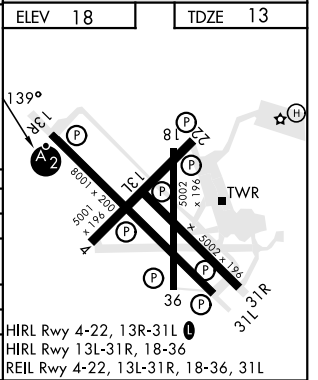 ELEV 18 TDZE 13
139°
13R
P
H
A2
P
18
22
P
8001 x 200
13L
5002 x 196
TWR
5001 x 196
4
P
5002 x 196
x
P
P
P
36
31R
31L
HIRL Rwy 4-22, 13R-31L L
HIRL Rwy 13L-31R, 18-36
REIL Rwy 4-22, 13L-31R, 18-36, 31L